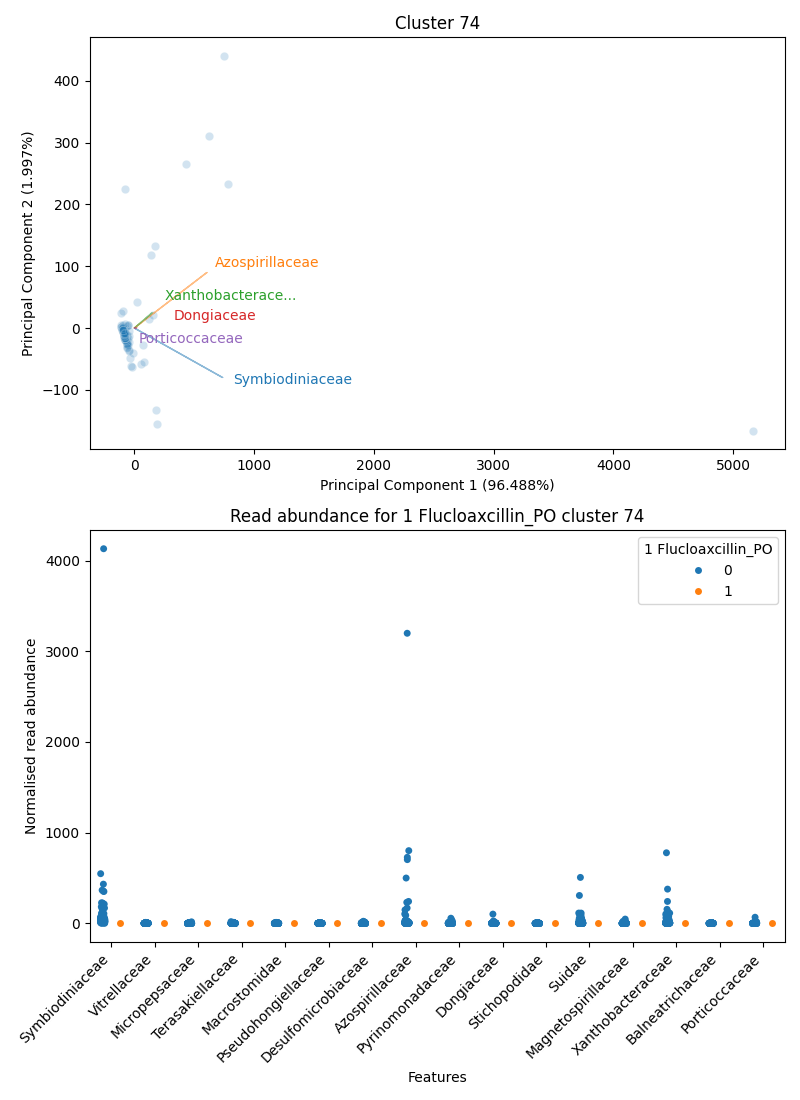 Cluster 74
400
300
200
100
0
−100
Principal Component 2 (1.997%)
Azospirillaceae
Xanthobacterace...
Dongiaceae
Porticoccaceae
Symbiodiniaceae
0
1000
2000
3000
4000
5000
Principal Component 1 (96.488%)
Read abundance for 1 Flucloaxcillin_PO cluster 74
1 Flucloaxcillin_PO
0
1
4000
3000
2000
1000
0
Normalised read abundance
Symbiodiniaceae
Vitrellaceae
Micropepsaceae
Terasakiellaceae
Macrostomidae
Pseudohongiellaceae
Desulfomicrobiaceae
Azospirillaceae
Pyrinomonadaceae
Dongiaceae
Stichopodidae
Suidae
Magnetospirillaceae
Xanthobacteraceae
Balneatrichaceae
Porticoccaceae
Features